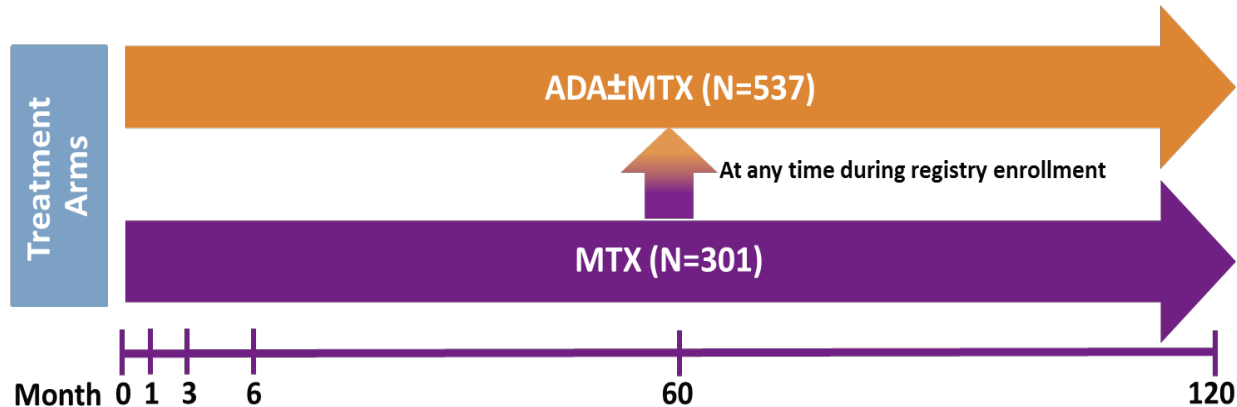 Treatment
Arms
ADA±MTX (N=537)
At any time during registry enrollment
MTX (N=301)
Month 0 1 3 6 60 120